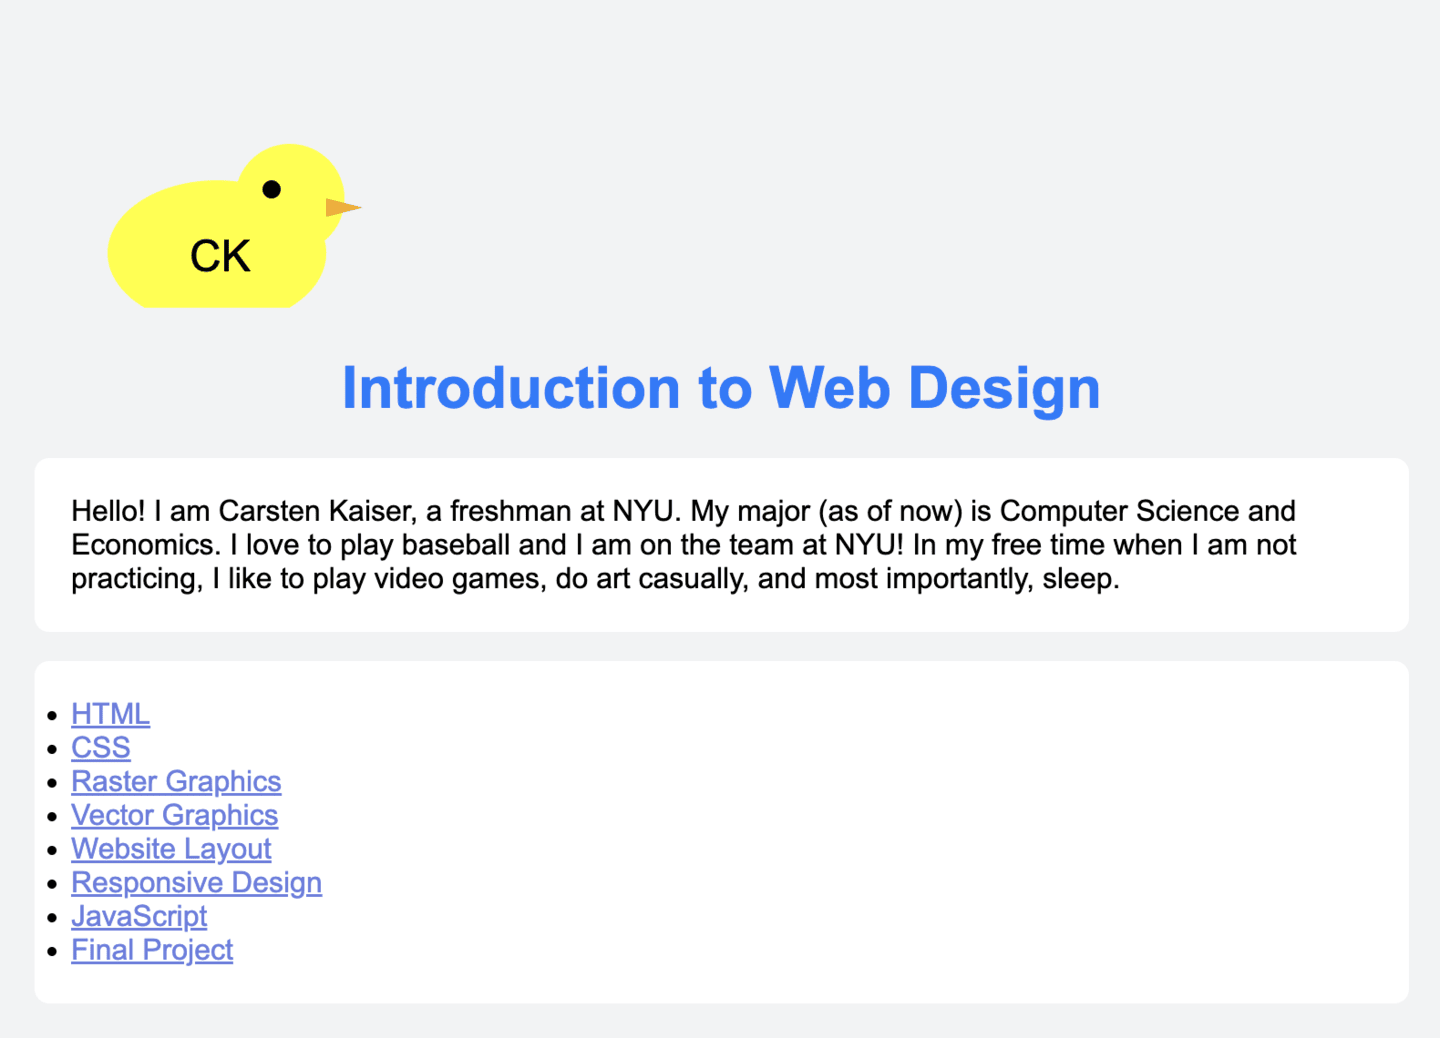 CK
Introduction to Web Design
Hello! I am Carsten Kaiser, a freshman at NYU. My major (as of now) is Computer Science and
Economics. I love to play baseball and I am on the team at NYU! In my free time when I am not
practicing, I like to play video games, do art casually, and most importantly, sleep.
HTML
CSS
Raster Graphics
Vector Graphics
Website Layout
Responsive Design
JavaScript
Final Project